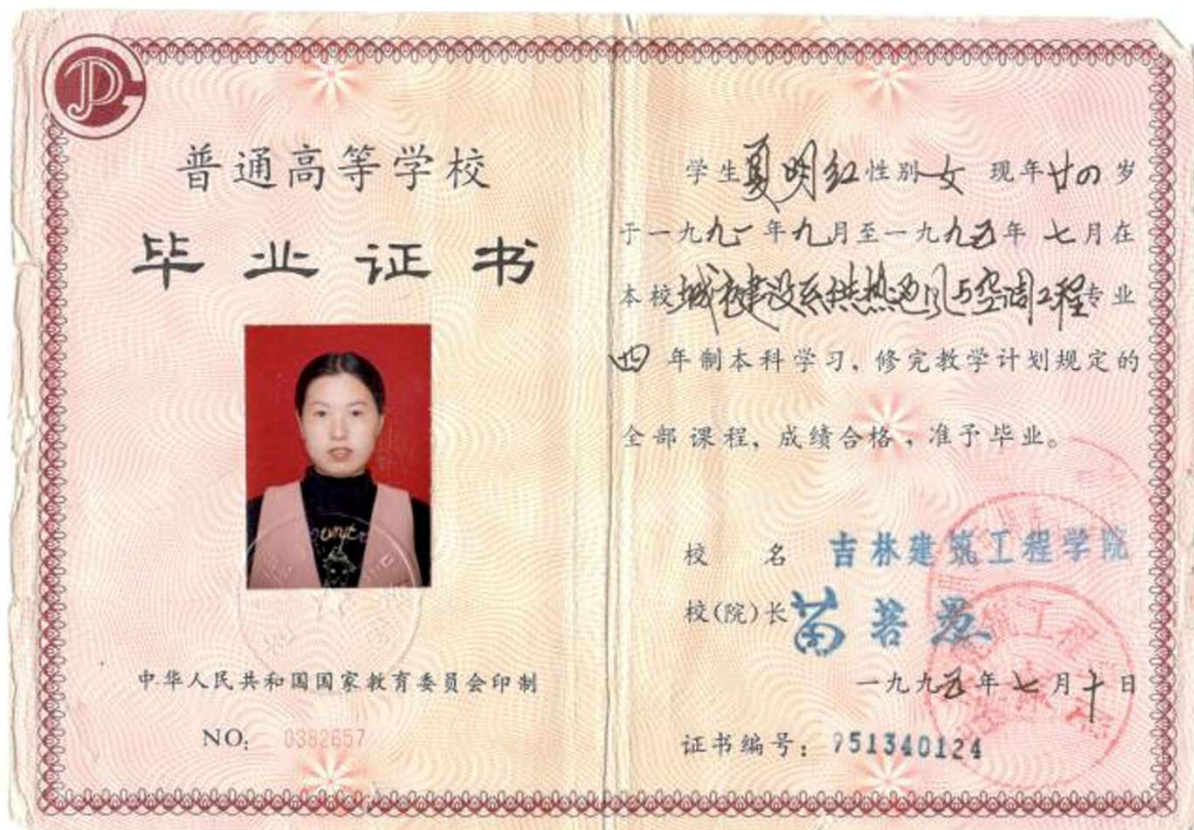 普通高等学校
毕业证书
中华人民共和国国家教育委员会印制
NO: 0382657
学生夏明红性别女 现年廿四岁
于一九九一年九月至一九九五年七月在
本校城市建设系供热通风与空调工程专业
四年制本科学习,修完教学计划规定的
全部课程,成绩合格,准予毕业。
校 名 吉林建筑工程学院
校(院)长
一九九五年七月十日
证书编号:951340124